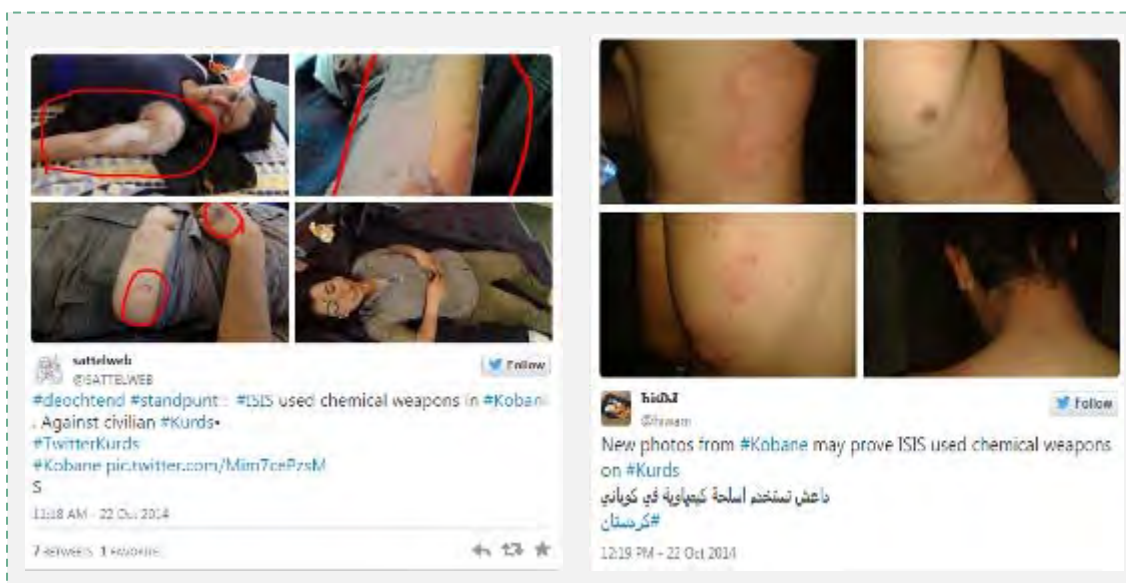 sattelweb
@SATTELWEB
Follow
#deochtend #standpunt : #ISIS used chemical weapons in #Koban
. Against civilian #Kurds•
#TwitterKurds
#Kobane pic.twitter.com/Mim7cePzsM
S
11:18 AM - 22 Oct 2014
7 RETWEETS 1 FAVORITE
Follow
New photos from #Kobane may prove ISIS used chemical weapons
on #Kurds
داعش تستخدم اسلحة كيمياوية في كوباني
#كردستان
12:19 PM - 22 Oct 2014